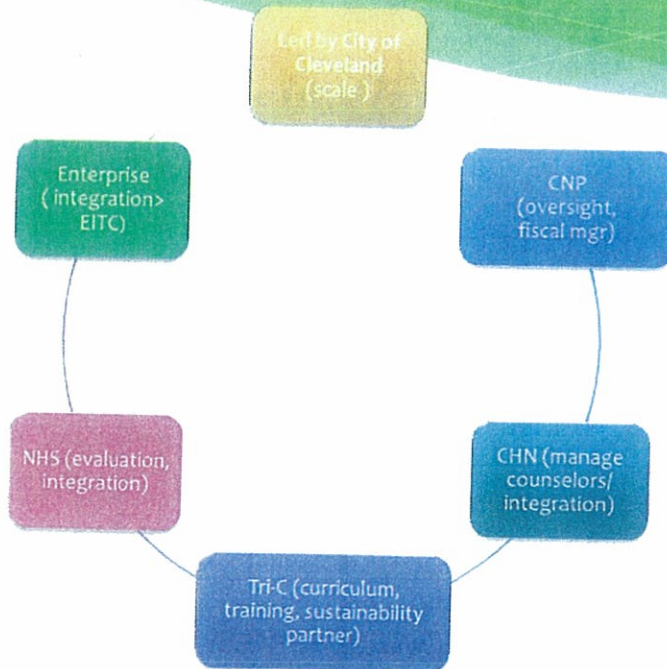 Led by City of
Cleveland
(scale )
Enterprise
( integration>
EITC)
CNP
(oversight,
fiscal mgr)
NHS (evaluation,
integration)
CHN (manage
counselors/
integration)
Tri-C (curriculum,
training, sustainability
partner)